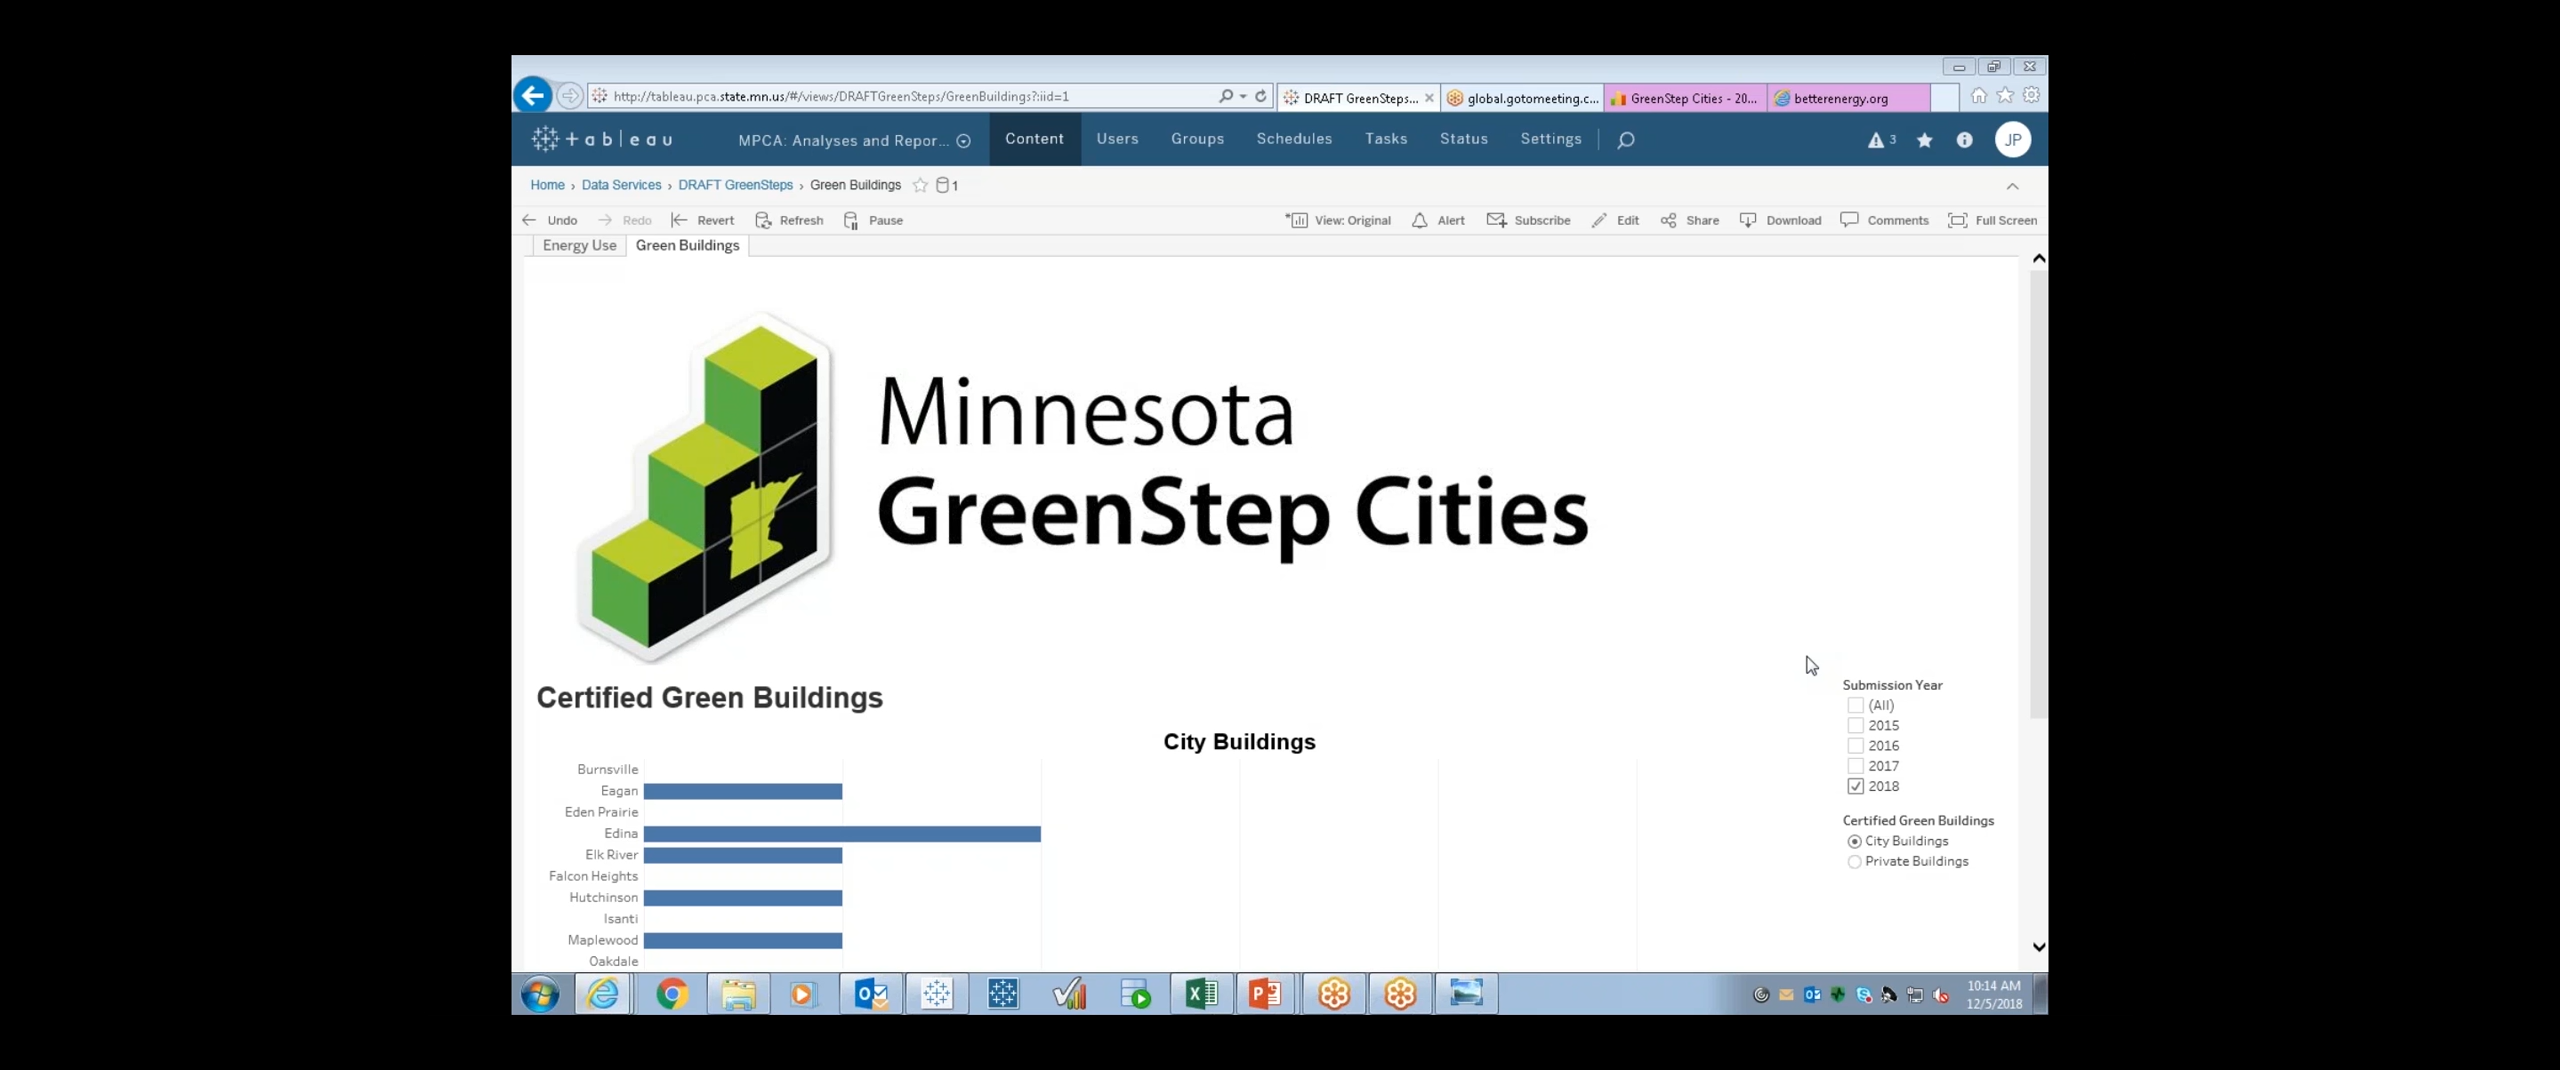 http://tableau.pca.state.mn.us/#/views/DRAFTGreenSteps/GreenBuildings?:iid=1
DRAFT GreenSteps...
global.gotomeeting.c...
GreenStep Cities - 20...
betterenergy.org
+ a b | e a u
MPCA: Analyses and Repor...
Content
Users
Groups
Schedules
Tasks
Status
Settings
3
JP
Home › Data Services › DRAFT GreenSteps › Green Buildings
1
Undo
Redo
Revert
Refresh
Pause
View: Original
Alert
Subscribe
Edit
Share
Download
Comments
Full Screen
Energy Use
Green Buildings
Minnesota
GreenStep Cities
Certified Green Buildings
City Buildings
Burnsville
Eagan
Eden Prairie
Edina
Elk River
Falcon Heights
Hutchinson
Isanti
Maplewood
Oakdale
Submission Year
(All)
2015
2016
2017
2018
Certified Green Buildings
City Buildings
Private Buildings
10:14 AM
12/5/2018